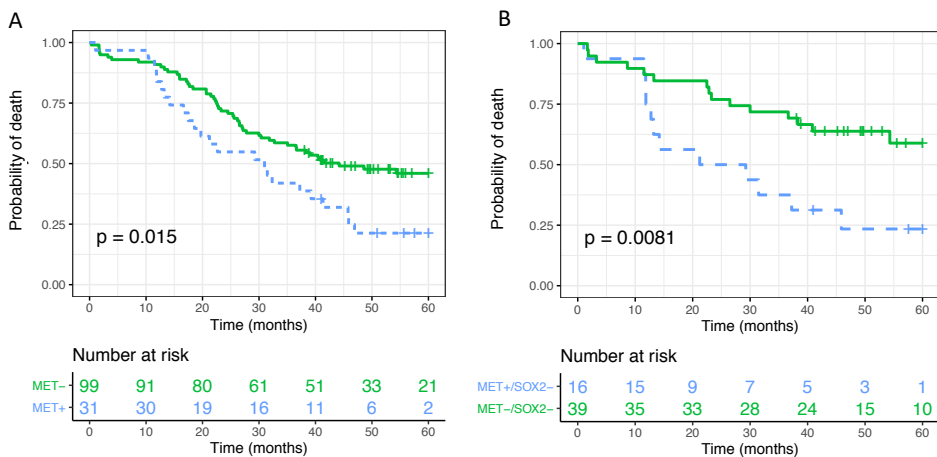 A
Probability of death
1.00
0.75
0.50
0.25
0.00
p = 0.015
0 10 20 30 40 50 60
Time (months)
Number at risk
MET− 99 91 80 61 51 33 21
MET+ 31 30 19 16 11 6 2
0 10 20 30 40 50 60
Time (months)
B
Probability of death
1.00
0.75
0.50
0.25
0.00
p = 0.0081
0 10 20 30 40 50 60
Time (months)
Number at risk
MET+/SOX2− 16 15 9 7 5 3 1
MET−/SOX2− 39 35 33 28 24 15 10
0 10 20 30 40 50 60
Time (months)